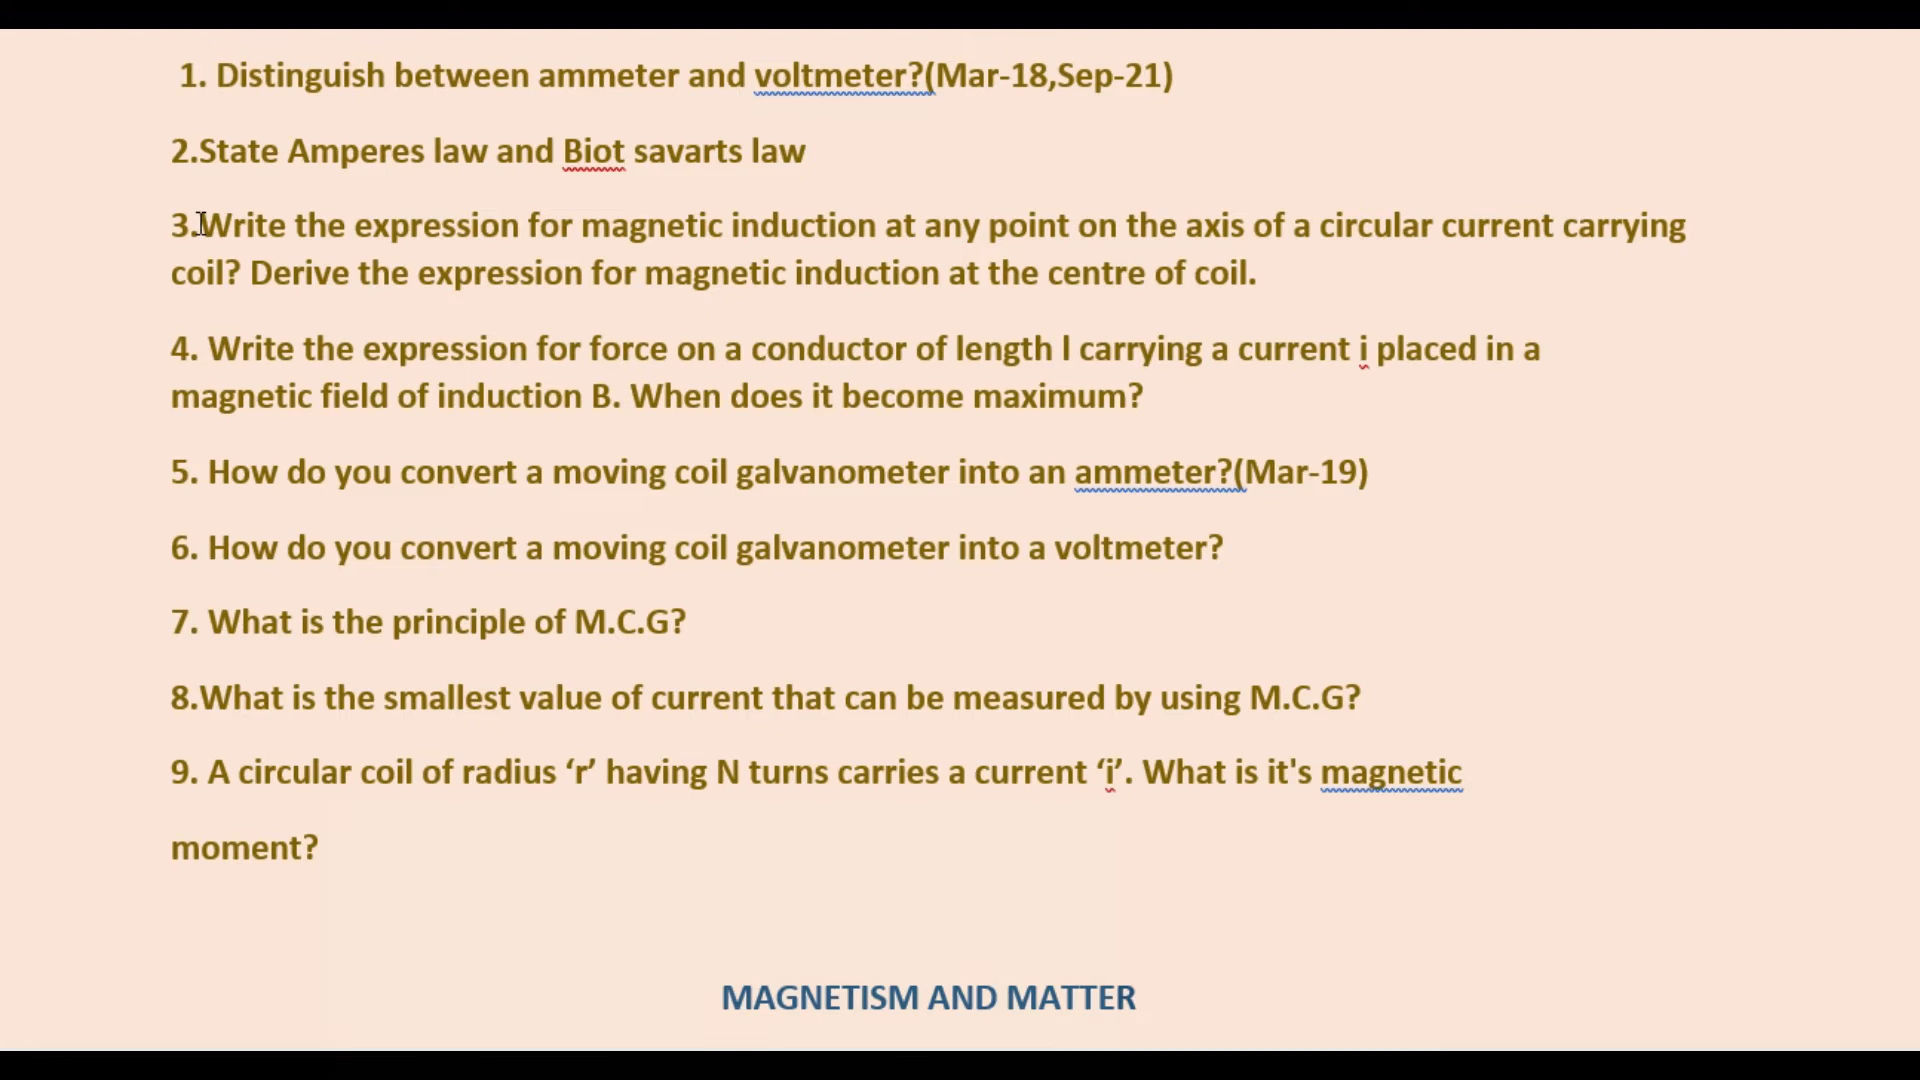 1. Distinguish between ammeter and voltmeter?(Mar-18,Sep-21)
2.State Amperes law and Biot savarts law
3.Write the expression for magnetic induction at any point on the axis of a circular current carrying
coil? Derive the expression for magnetic induction at the centre of coil.
4. Write the expression for force on a conductor of length l carrying a current i placed in a
magnetic field of induction B. When does it become maximum?
5. How do you convert a moving coil galvanometer into an ammeter?(Mar-19)
6. How do you convert a moving coil galvanometer into a voltmeter?
7. What is the principle of M.C.G?
8.What is the smallest value of current that can be measured by using M.C.G?
9. A circular coil of radius ‘r’ having N turns carries a current ‘i’. What is it's magnetic
moment?
MAGNETISM AND MATTER